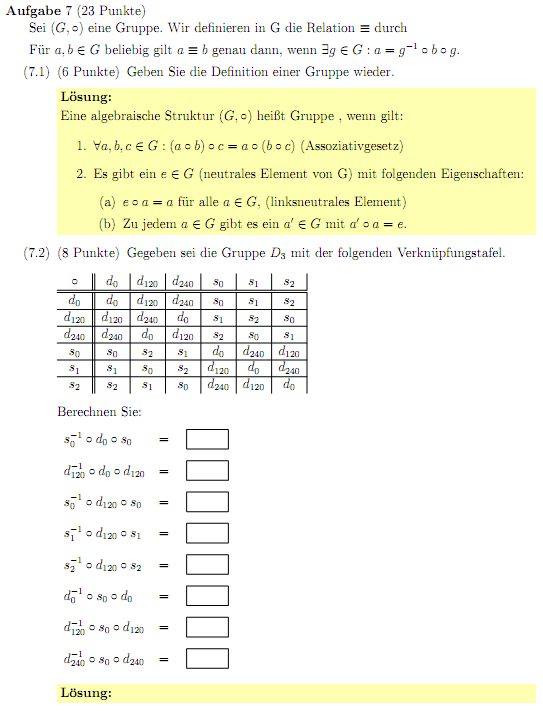 Aufgabe 7 (23 Punkte)
Sei (G, ∘) eine Gruppe. Wir definieren in G die Relation ≡ durch
Für a, b ∈ G beliebig gilt a ≡ b genau dann, wenn ∃g ∈ G : a = g⁻¹ ∘ b ∘ g.
(7.1) (6 Punkte) Geben Sie die Definition einer Gruppe wieder.
Lösung:
Eine algebraische Struktur (G, ∘) heißt Gruppe , wenn gilt:
1. ∀a, b, c ∈ G : (a ∘ b) ∘ c = a ∘ (b ∘ c) (Assoziativgesetz)
2. Es gibt ein e ∈ G (neutrales Element von G) mit folgenden Eigenschaften:
(a) e ∘ a = a für alle a ∈ G, (linksneutrales Element)
(b) Zu jedem a ∈ G gibt es ein a′ ∈ G mit a′ ∘ a = e.
(7.2) (8 Punkte) Gegeben sei die Gruppe D₃ mit der folgenden Verknüpfungstafel.
∘ d₀ d₁₂₀ d₂₄₀ s₀ s₁ s₂
d₀ d₀ d₁₂₀ d₂₄₀ s₀ s₁ s₂
d₁₂₀ d₁₂₀ d₂₄₀ d₀ s₁ s₂ s₀
d₂₄₀ d₂₄₀ d₀ d₁₂₀ s₂ s₀ s₁
s₀ s₀ s₂ s₁ d₀ d₂₄₀ d₁₂₀
s₁ s₁ s₀ s₂ d₁₂₀ d₀ d₂₄₀
s₂ s₂ s₁ s₀ d₂₄₀ d₁₂₀ d₀
Berechnen Sie:
s₀⁻¹ ∘ d₀ ∘ s₀ =
d₁₂₀⁻¹ ∘ d₀ ∘ d₁₂₀ =
s₀⁻¹ ∘ d₁₂₀ ∘ s₀ =
s₁⁻¹ ∘ d₁₂₀ ∘ s₁ =
s₂⁻¹ ∘ d₁₂₀ ∘ s₂ =
d₀⁻¹ ∘ s₀ ∘ d₀ =
d₁₂₀⁻¹ ∘ s₀ ∘ d₁₂₀ =
d₂₄₀⁻¹ ∘ s₀ ∘ d₂₄₀ =
Lösung: